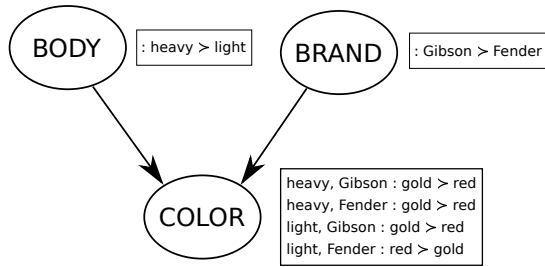 BODY
: heavy ≻ light
BRAND
: Gibson ≻ Fender
COLOR
heavy, Gibson : gold ≻ red
heavy, Fender : gold ≻ red
light, Gibson : gold ≻ red
light, Fender : red ≻ gold